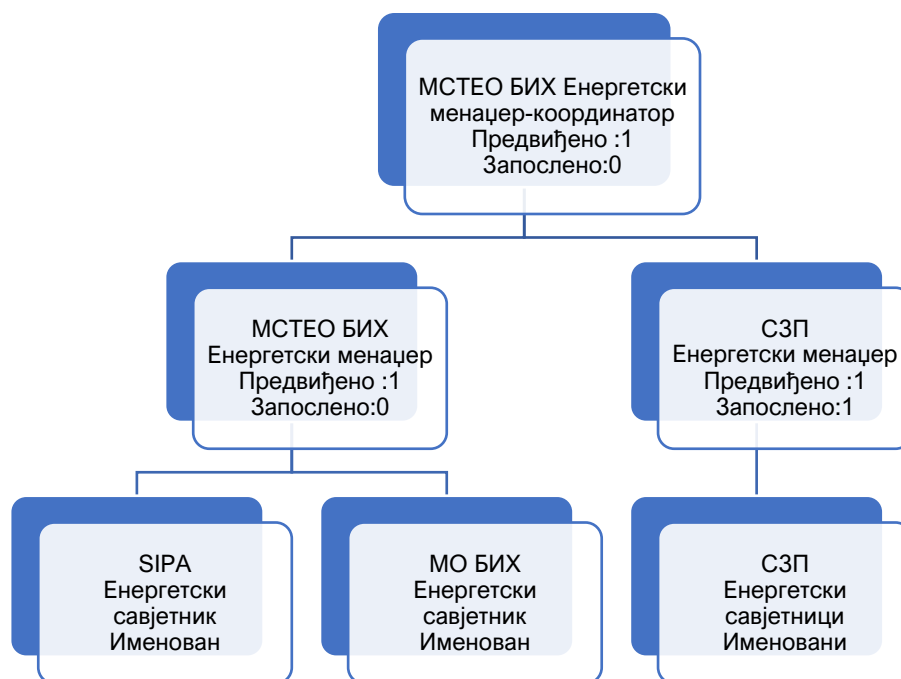 МСТЕО БИХ Енергетски
менаџер-координатор
Предвиђено :1
Запослено:0
МСТЕО БИХ
Енергетски менаџер
Предвиђено :1
Запослено:0
СЗП
Енергетски менаџер
Предвиђено :1
Запослено:1
SIPA
Енергетски
савјетник
Именован
МО БИХ
Енергетски
савјетник
Именован
СЗП
Енергетски
савјетници
Именовани